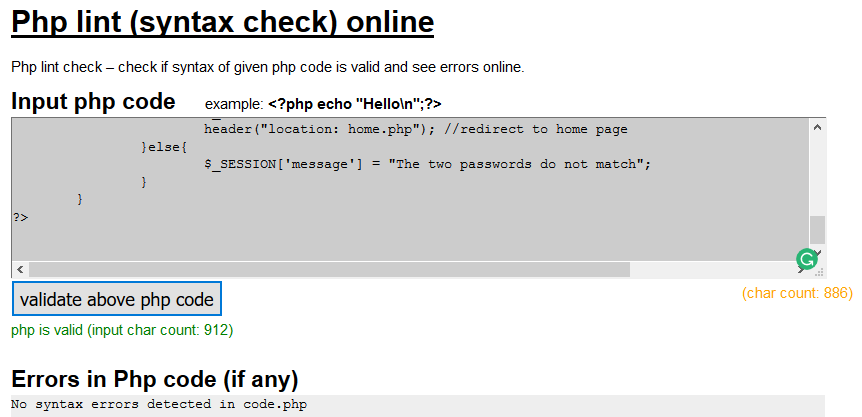 Php lint (syntax check) online
Php lint check – check if syntax of given php code is valid and see errors online.
Input php code example: <?php echo "Hello\n";?>
header("location: home.php"); //redirect to home page
}else{
$_SESSION['message'] = "The two passwords do not match";
}
}
?>
validate above php code
(char count: 886)
php is valid (input char count: 912)
Errors in Php code (if any)
No syntax errors detected in code.php